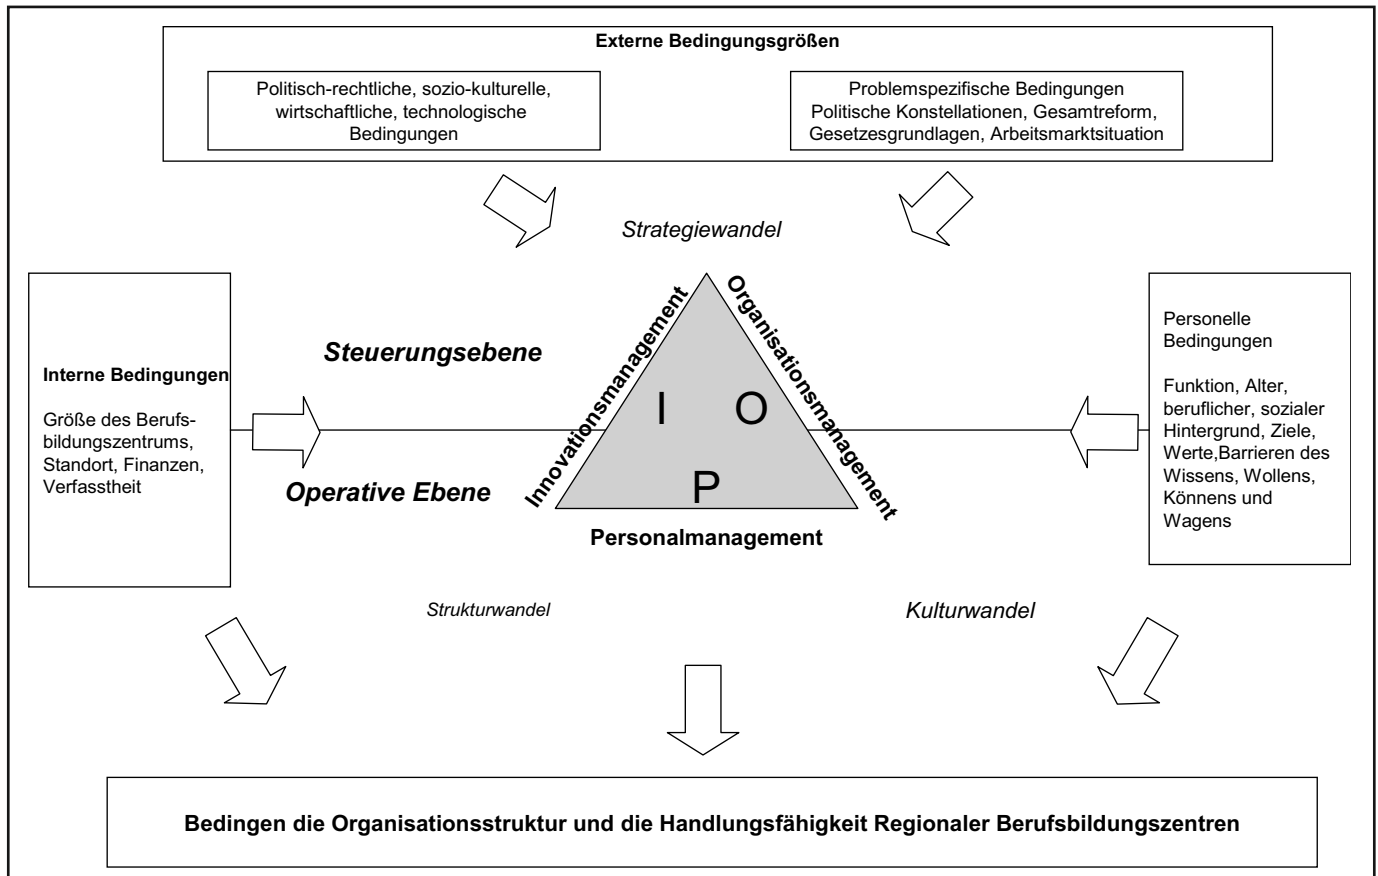 Externe Bedingungsgrößen
Politisch-rechtliche, sozio-kulturelle,
wirtschaftliche, technologische
Bedingungen
Problemspezifische Bedingungen
Politische Konstellationen, Gesamtreform,
Gesetzesgrundlagen, Arbeitsmarktsituation
Strategiewandel
Interne Bedingungen
Größe des Berufs-
bildungszentrums,
Standort, Finanzen,
Verfasstheit
Steuerungsebene
Operative Ebene
Innovationsmanagement
Organisationsmanagement
I O
P
Personalmanagement
Personelle
Bedingungen
Funktion, Alter,
beruflicher, sozialer
Hintergrund, Ziele,
Werte,Barrieren des
Wissens, Wollens,
Könnens und
Wagens
Strukturwandel
Kulturwandel
Bedingen die Organisationsstruktur und die Handlungsfähigkeit Regionaler Berufsbildungszentren